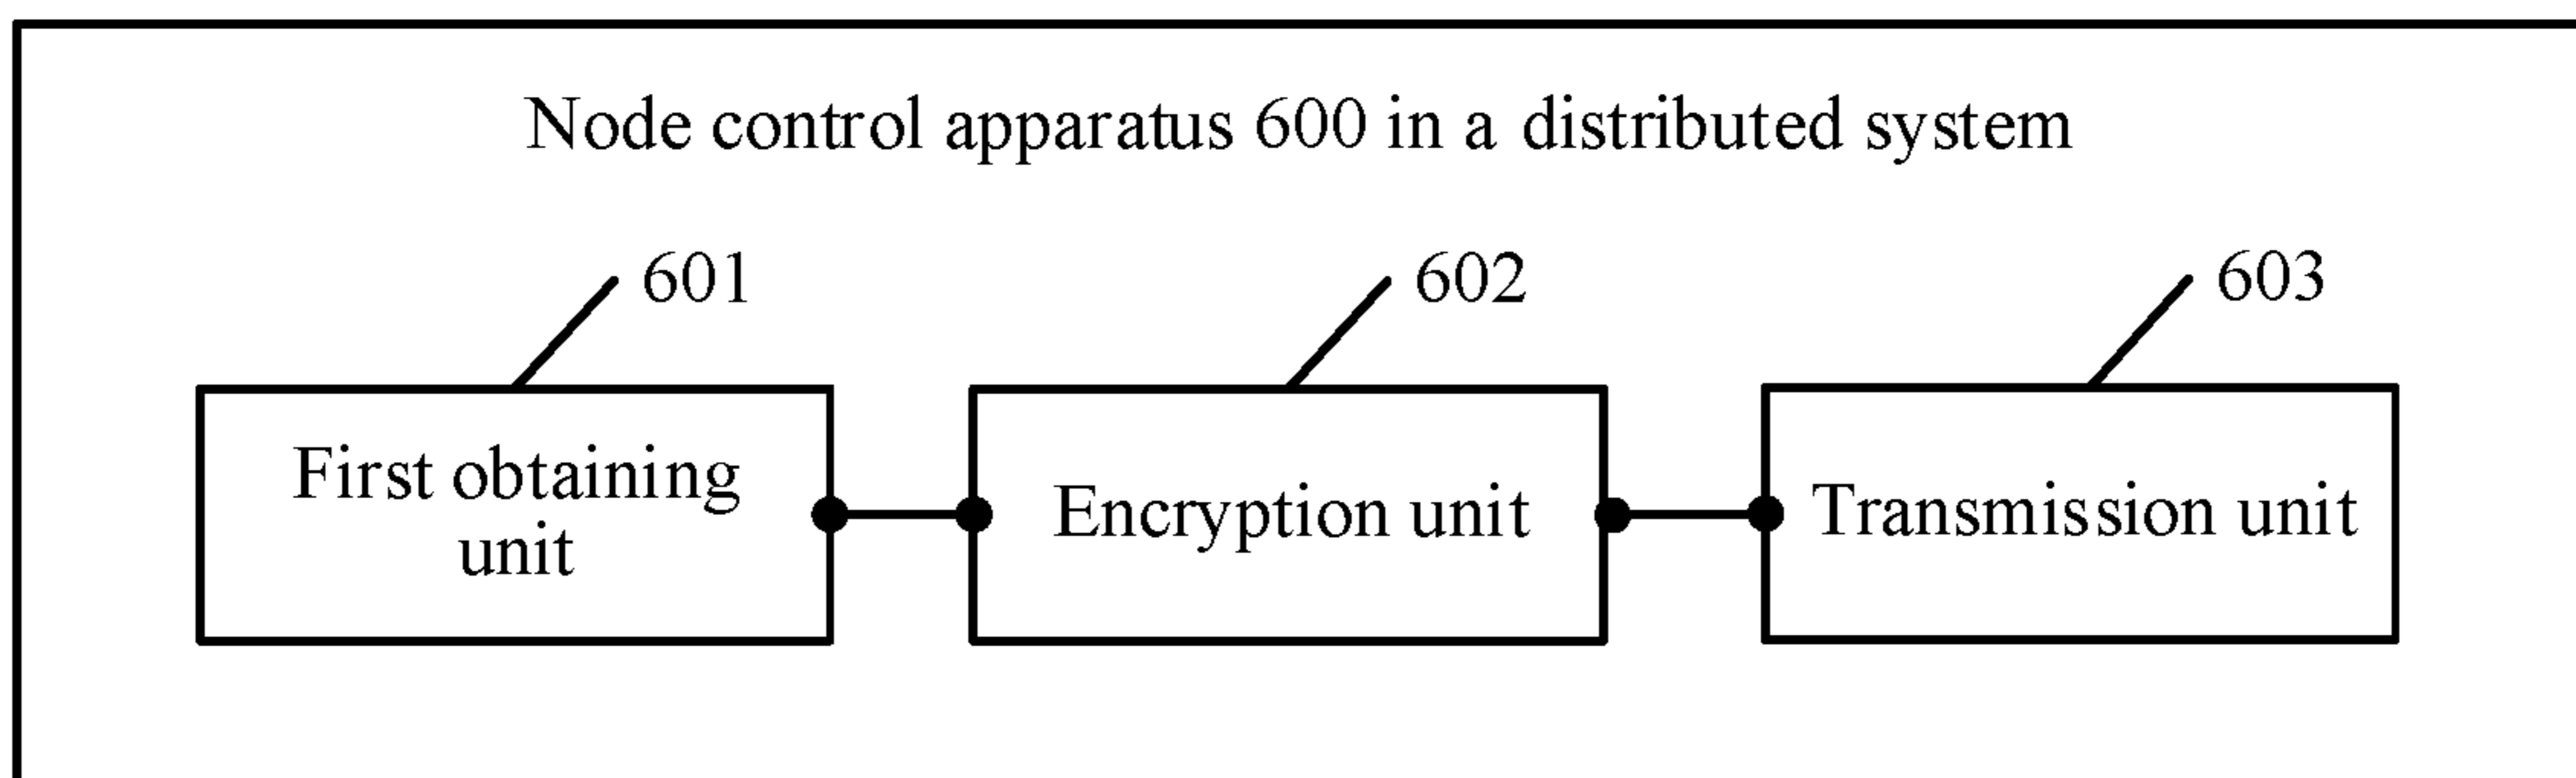 Node control apparatus 600 in a distributed system
601
602
603
First obtaining
unit
Encryption unit
Transmission unit